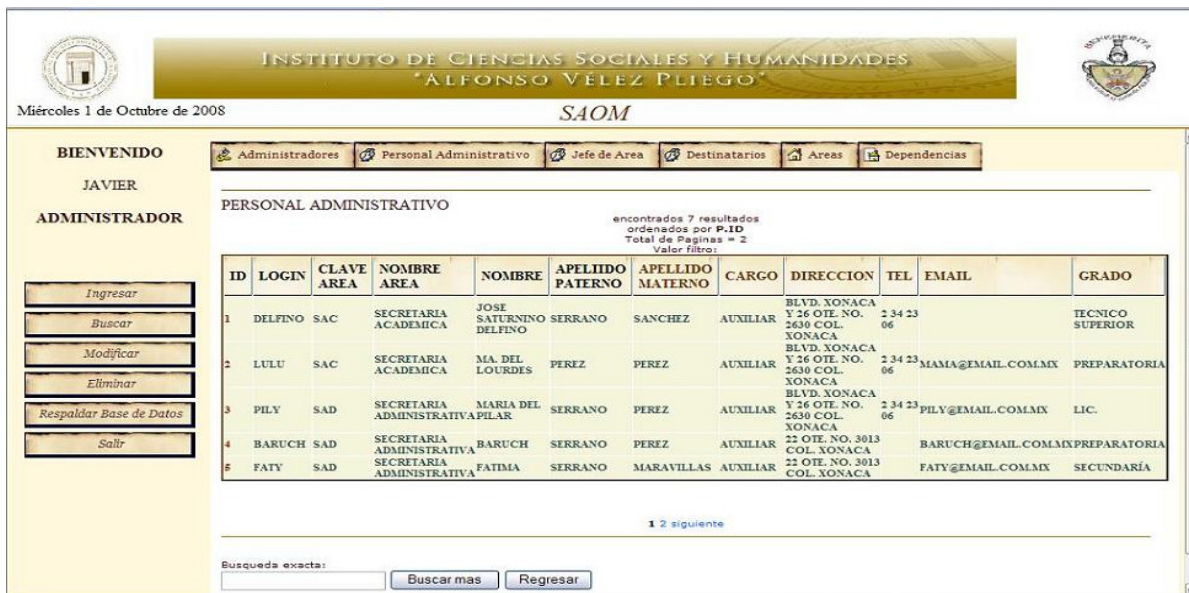 INSTITUTO DE CIENCIAS SOCIALES Y HUMANIDADES
"ALFONSO VÉLEZ PLIEGO"
Miércoles 1 de Octubre de 2008
SAOM
BIENVENIDO
JAVIER
ADMINISTRADOR
Ingresar
Buscar
Modificar
Eliminar
Respaldar Base de Datos
Salir
Administradores Personal Administrativo Jefe de Area Destinatarios Areas Dependencias
PERSONAL ADMINISTRATIVO
encontrados 7 resultados
ordenados por P.ID
Total de Paginas = 2
Valor filtro:
ID LOGIN CLAVE AREA NOMBRE AREA NOMBRE APELIIDO PATERNO APELLIDO MATERNO CARGO DIRECCION TEL EMAIL GRADO
1 DELFINO SAC SECRETARIA ACADEMICA JOSE SATURNINO DELFINO SERRANO SANCHEZ AUXILIAR BLVD. XONACA Y 26 OTE. NO. 2630 COL. XONACA 2 34 23 06 TECNICO SUPERIOR
2 LULU SAC SECRETARIA ACADEMICA MA. DEL LOURDES PEREZ PEREZ AUXILIAR BLVD. XONACA Y 26 OTE. NO. 2630 COL. XONACA 2 34 23 06 MAMA@EMAIL.COM.MX PREPARATORIA
3 PILY SAD SECRETARIA ADMINISTRATIVA MARIA DEL PILAR SERRANO PEREZ AUXILIAR BLVD. XONACA Y 26 OTE. NO. 2630 COL. XONACA 2 34 23 06 PILY@EMAIL.COM.MX LIC.
4 BARUCH SAD SECRETARIA ADMINISTRATIVA BARUCH SERRANO PEREZ AUXILIAR 22 OTE. NO. 3013 COL. XONACA BARUCH@EMAIL.COM.MX PREPARATORIA
5 FATY SAD SECRETARIA ADMINISTRATIVA FATIMA SERRANO MARAVILLAS AUXILIAR 22 OTE. NO. 3013 COL. XONACA FATY@EMAIL.COM.MX SECUNDARÍA
1 2 siguiente
Busqueda exacta:
Buscar mas Regresar